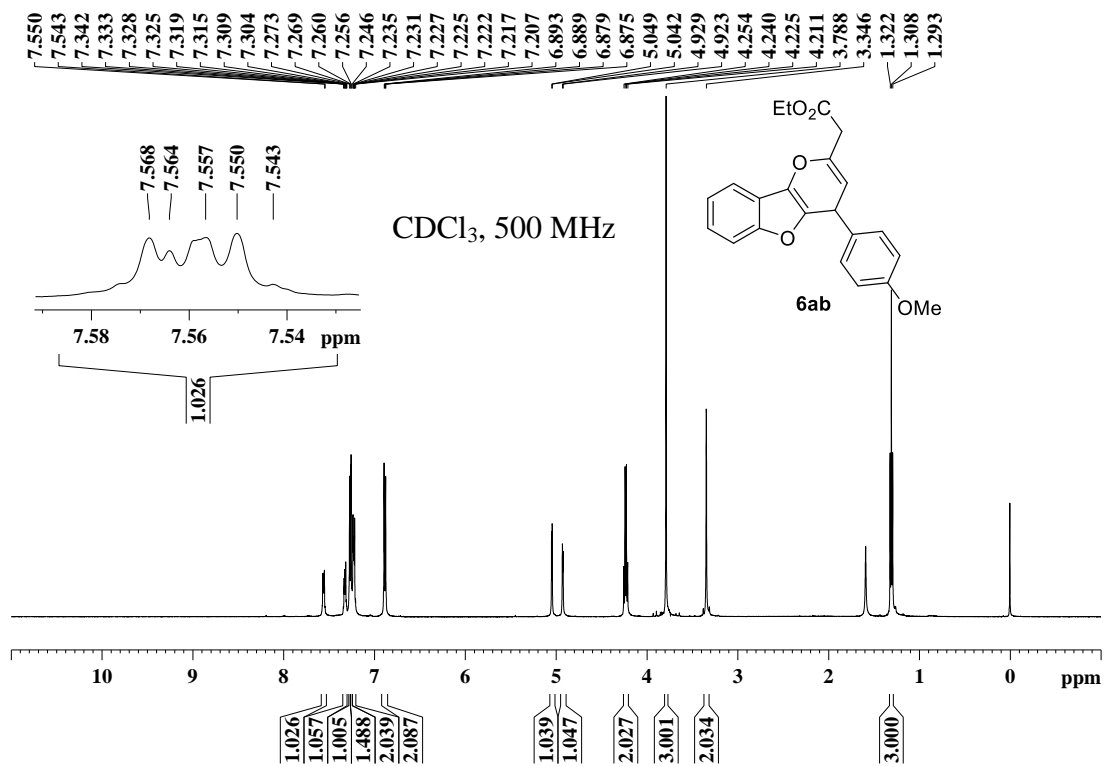 7.550 7.543 7.342 7.333 7.328 7.325 7.319 7.315 7.309 7.304 7.273 7.269 7.260 7.256 7.246 7.235 7.231 7.227 7.225 7.222 7.217 7.207 6.893 6.889 6.879 6.875 5.049 5.042 4.929 4.923 4.254 4.240 4.225 4.211 3.788 3.346 1.322 1.308 1.293
7.568 7.564 7.557 7.550 7.543
7.58 7.56 7.54 ppm
1.026
CDCl3, 500 MHz
EtO2C
O
O
OMe
6ab
10 9 8 7 6 5 4 3 2 1 0 ppm
1.026 1.057 1.005 1.488 2.039 2.087 1.039 1.047 2.027 3.001 2.034 3.000